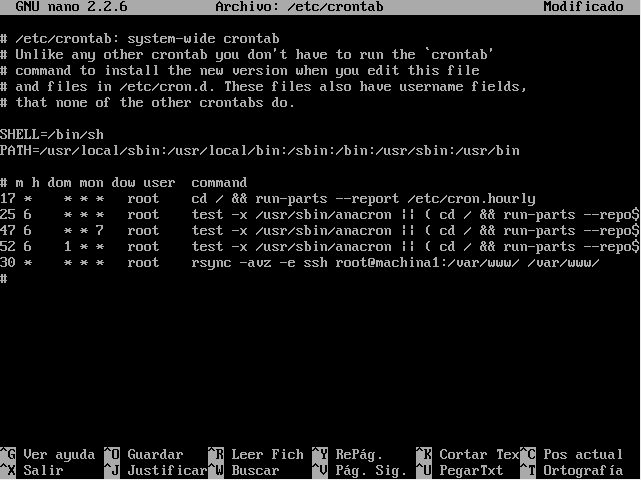 GNU nano 2.2.6 Archivo: /etc/crontab Modificado
# /etc/crontab: system-wide crontab
# Unlike any other crontab you don't have to run the `crontab'
# command to install the new version when you edit this file
# and files in /etc/cron.d. These files also have username fields,
# that none of the other crontabs do.
SHELL=/bin/sh
PATH=/usr/local/sbin:/usr/local/bin:/sbin:/bin:/usr/sbin:/usr/bin
# m h dom mon dow user command
17 * * * * root cd / && run-parts --report /etc/cron.hourly
25 6 * * * root test -x /usr/sbin/anacron || ( cd / && run-parts --repo$
47 6 * * 7 root test -x /usr/sbin/anacron || ( cd / && run-parts --repo$
52 6 1 * * root test -x /usr/sbin/anacron || ( cd / && run-parts --repo$
30 * * * * root rsync -avz -e ssh root@machina1:/var/www/ /var/www/
#
^G Ver ayuda ^O Guardar ^R Leer Fich ^Y RePág. ^K Cortar Tex ^C Pos actual
^X Salir ^J Justificar ^W Buscar ^V Pág. Sig. ^U PegarTxt ^T Ortografía